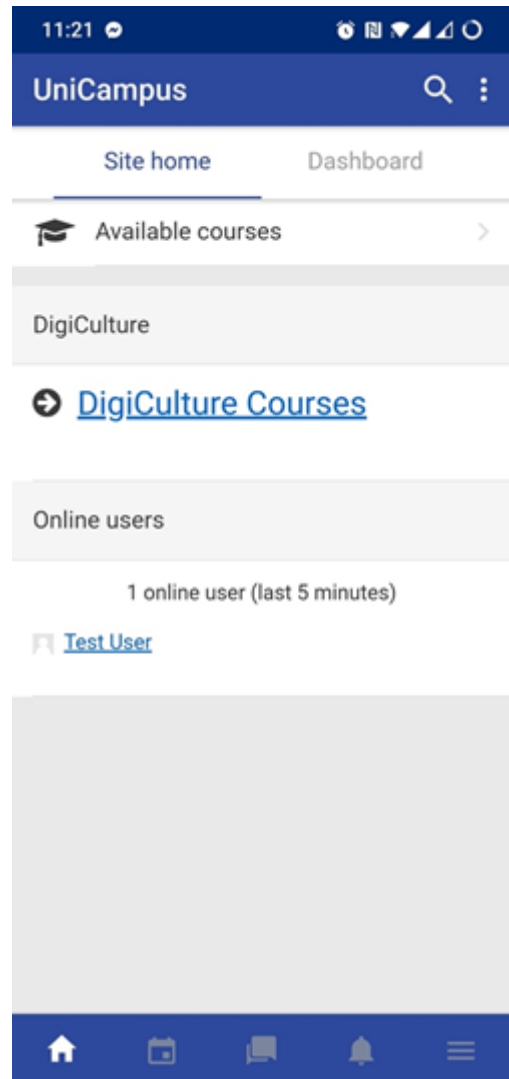 11:21
UniCampus
Site home Dashboard
Available courses
DigiCulture
DigiCulture Courses
Online users
1 online user (last 5 minutes)
Test User